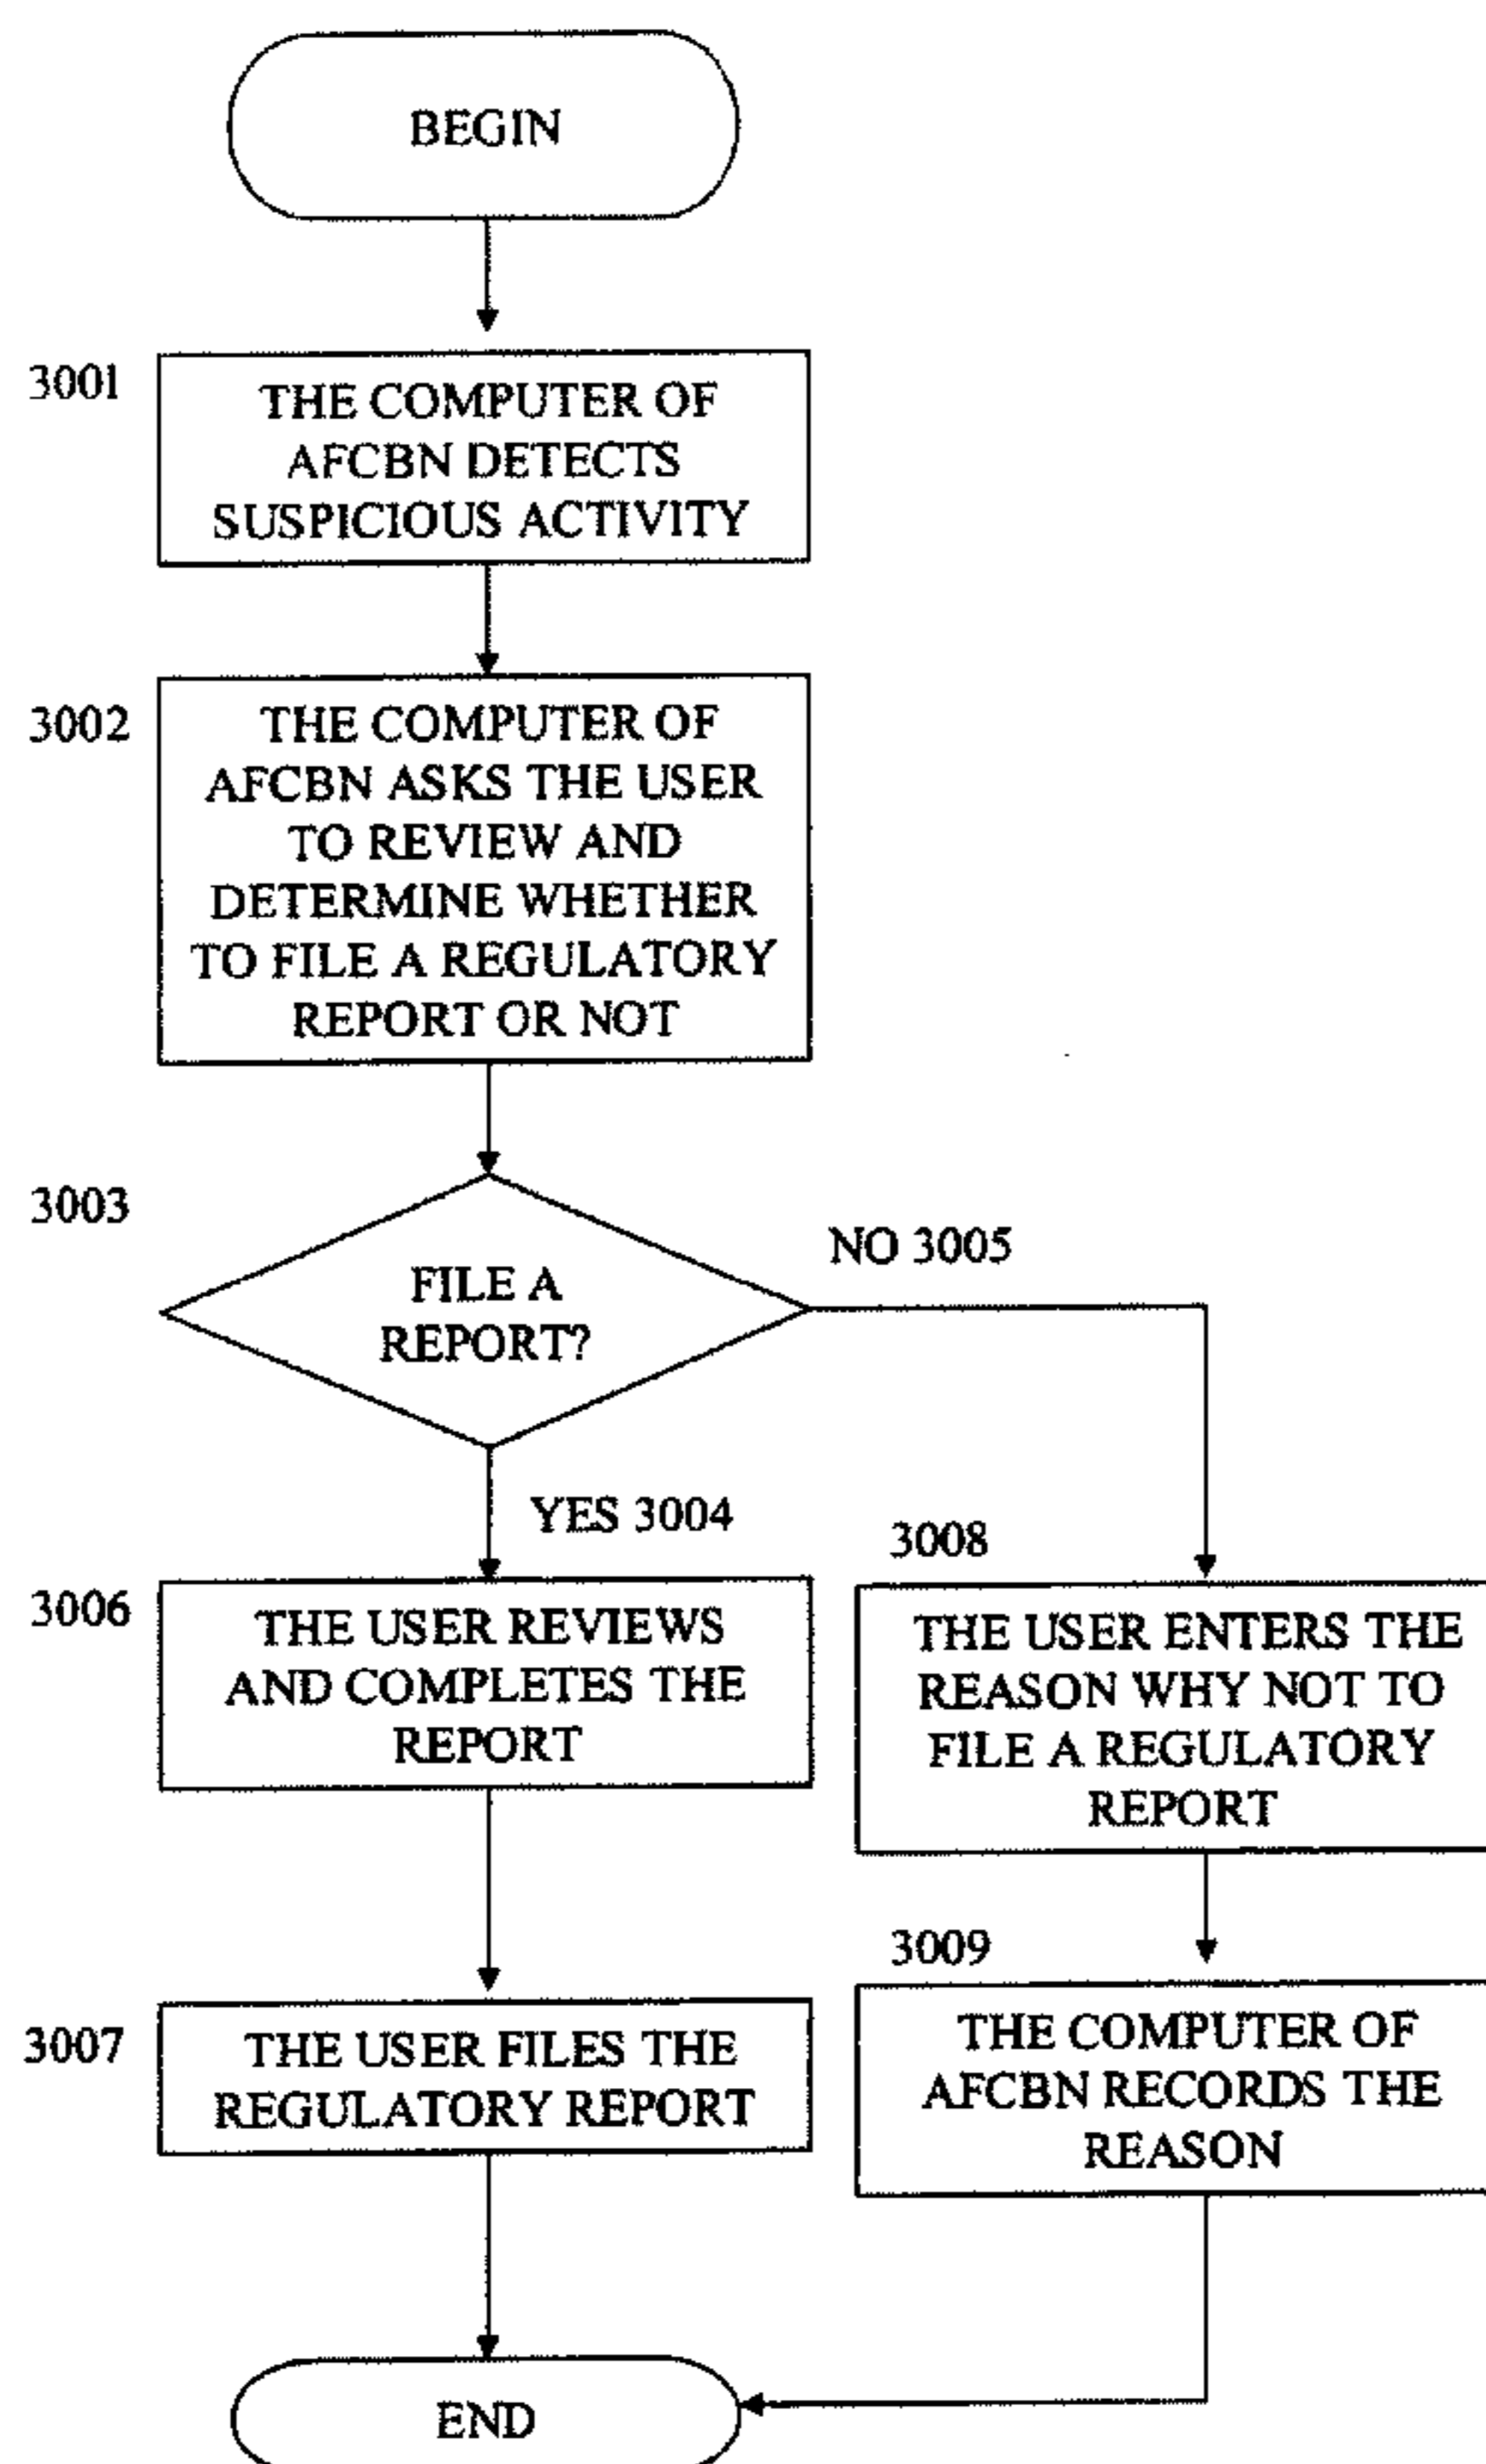 BEGIN
3001
THE COMPUTER OF
AFCBN DETECTS
SUSPICIOUS ACTIVITY
3002
THE COMPUTER OF
AFCBN ASKS THE USER
TO REVIEW AND
DETERMINE WHETHER
TO FILE A REGULATORY
REPORT OR NOT
3003
FILE A
REPORT?
NO 3005
YES 3004
3006
THE USER REVIEWS
AND COMPLETES THE
REPORT
3008
THE USER ENTERS THE
REASON WHY NOT TO
FILE A REGULATORY
REPORT
3007
THE USER FILES THE
REGULATORY REPORT
3009
THE COMPUTER OF
AFCBN RECORDS THE
REASON
END